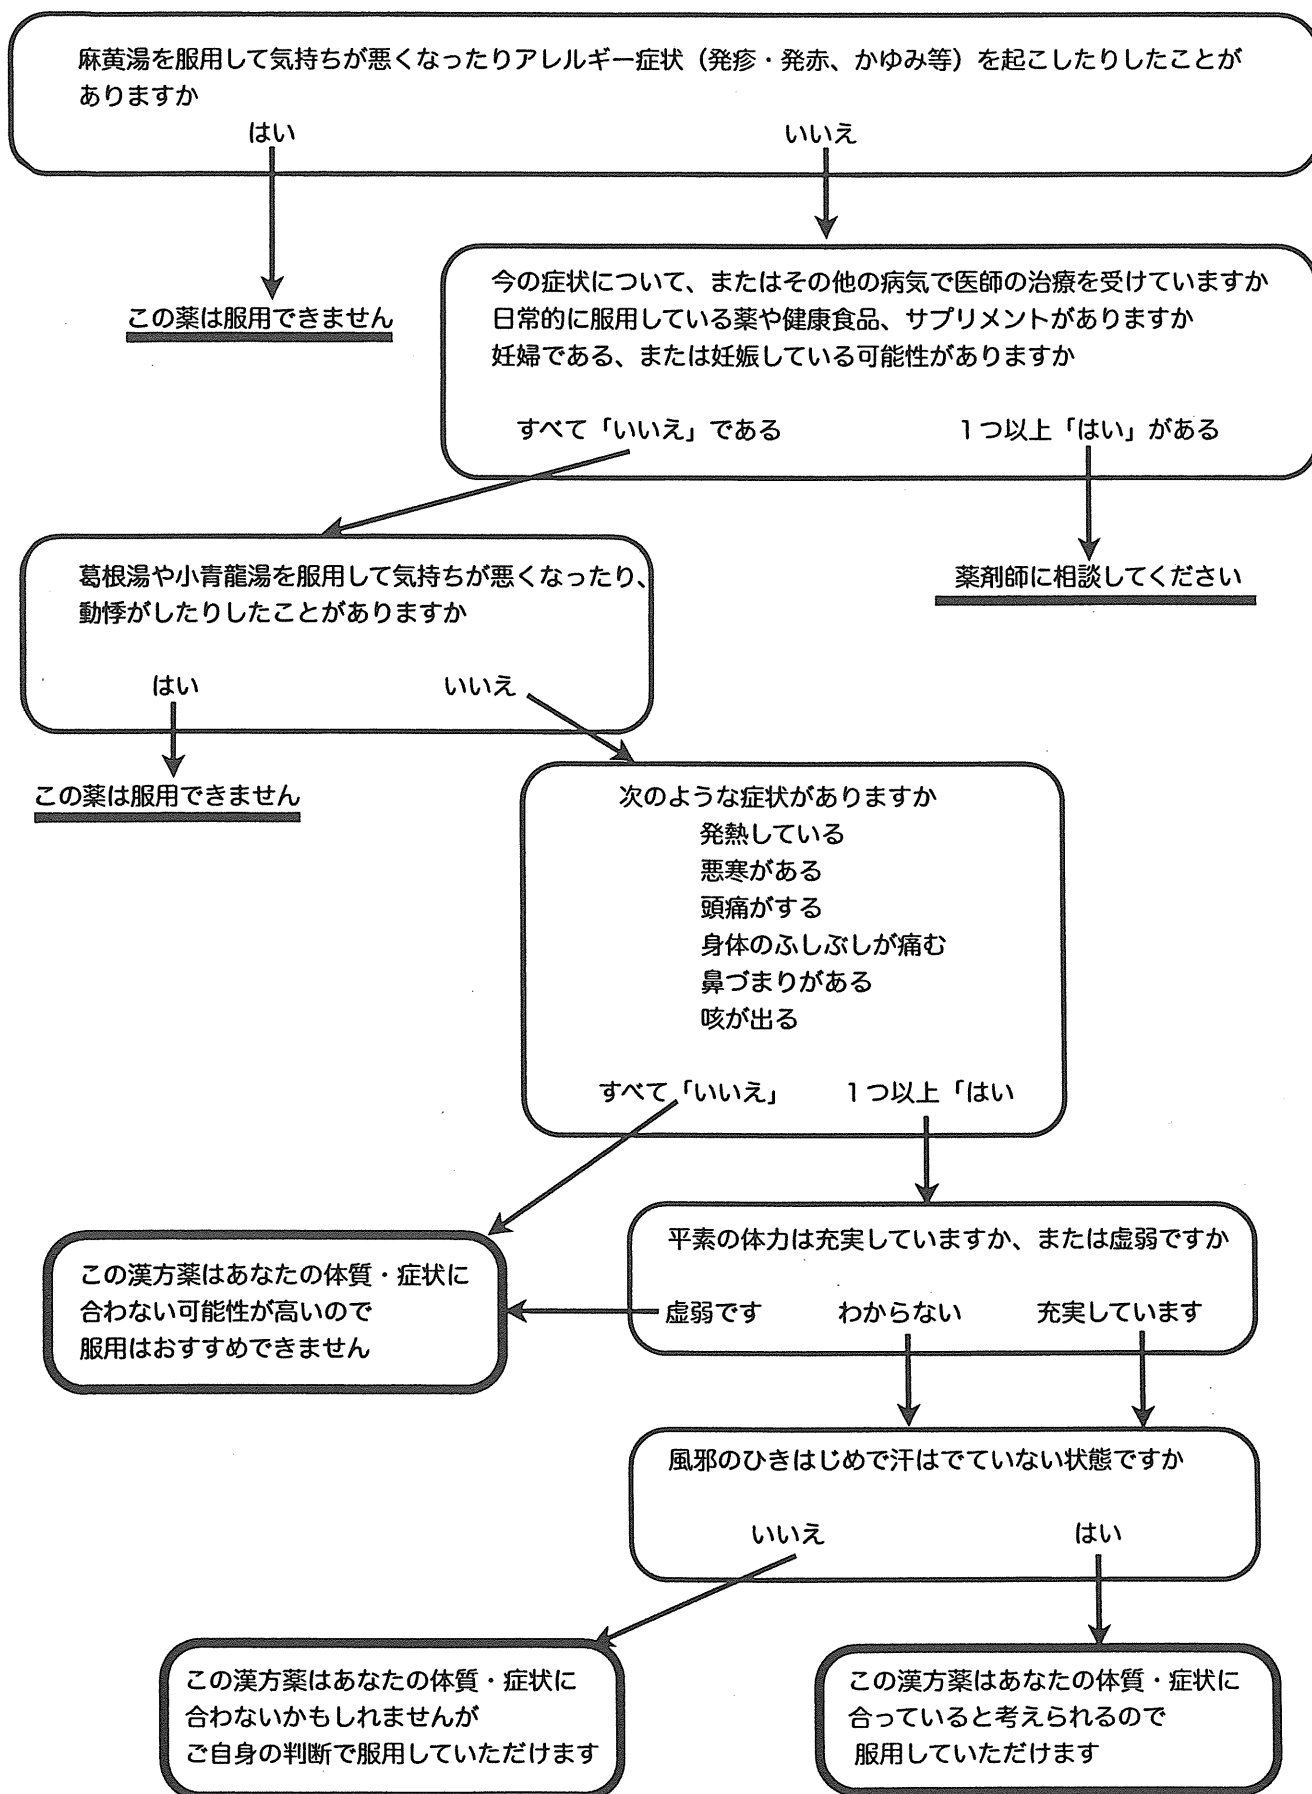 麻黄湯を服用して気持ちが悪くなったりアレルギー症状（発疹・発赤、かゆみ等）を起こしたりしたことが
ありますか
はい
いいえ
この薬は服用できません
今の症状について、またはその他の病気で医師の治療を受けていますか
日常的に服用している薬や健康食品、サプリメントがありますか
妊婦である、または妊娠している可能性がありますか
すべて「いいえ」である
１つ以上「はい」がある
薬剤師に相談してください
葛根湯や小青龍湯を服用して気持ちが悪くなったり、
動悸がしたりしたことがありますか
はい
いいえ
この薬は服用できません
次のような症状がありますか
発熱している
悪寒がある
頭痛がする
身体のふしぶしが痛む
鼻づまりがある
咳が出る
すべて「いいえ」
１つ以上「はい
この漢方薬はあなたの体質・症状に
合わない可能性が高いので
服用はおすすめできません
平素の体力は充実していますか、または虚弱ですか
虚弱です
わからない
充実しています
風邪のひきはじめで汗はでていない状態ですか
いいえ
はい
この漢方薬はあなたの体質・症状に
合わないかもしれませんが
ご自身の判断で服用していただけます
この漢方薬はあなたの体質・症状に
合っていると考えられるので
服用していただけます